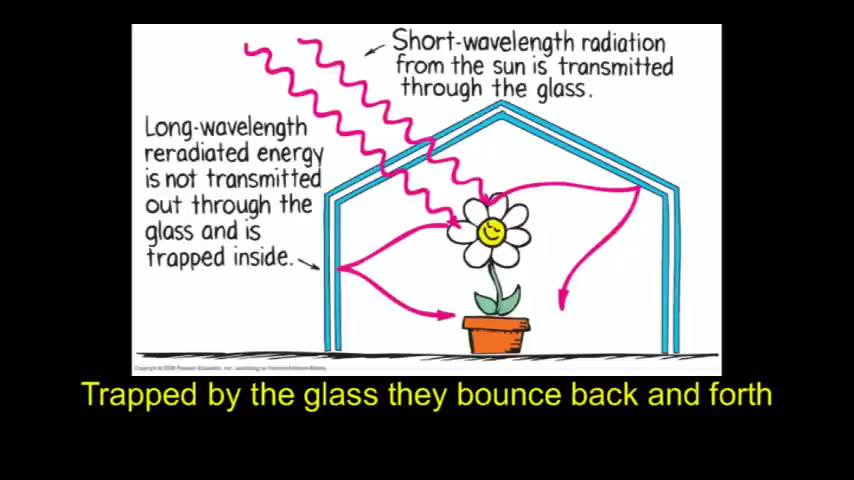 Short-wavelength radiation
from the sun is transmitted
through the glass.
Long-wavelength
reradiated energy
is not transmitted
out through the
glass and is
trapped inside.
Trapped by the glass they bounce back and forth